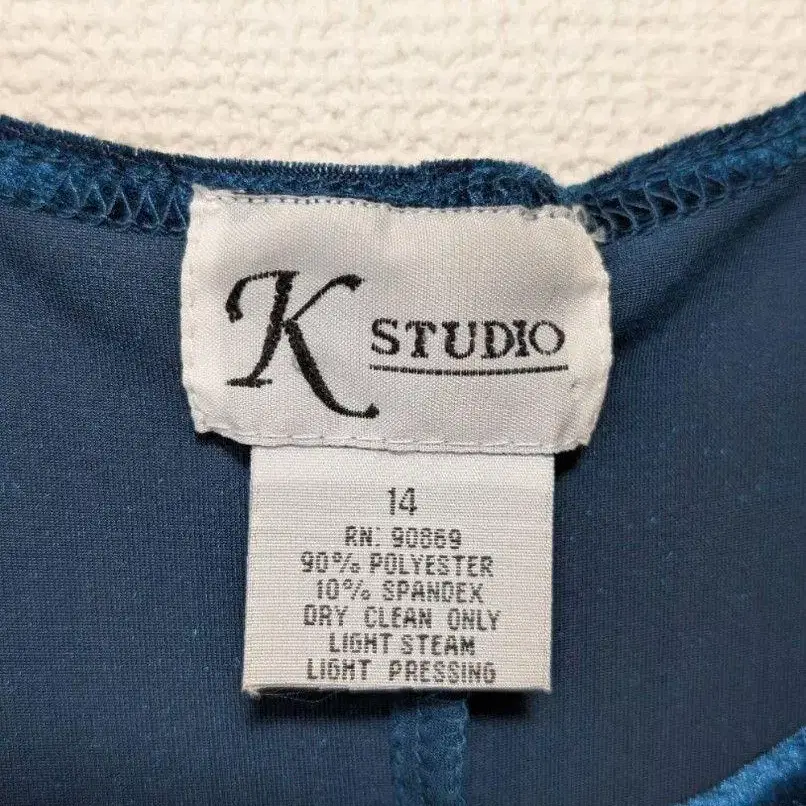 K STUDIO
14
RN: 90869
90% POLYESTER
10% SPANDEX
DRY CLEAN ONLY
LIGHT STEAM
LIGHT PRESSING